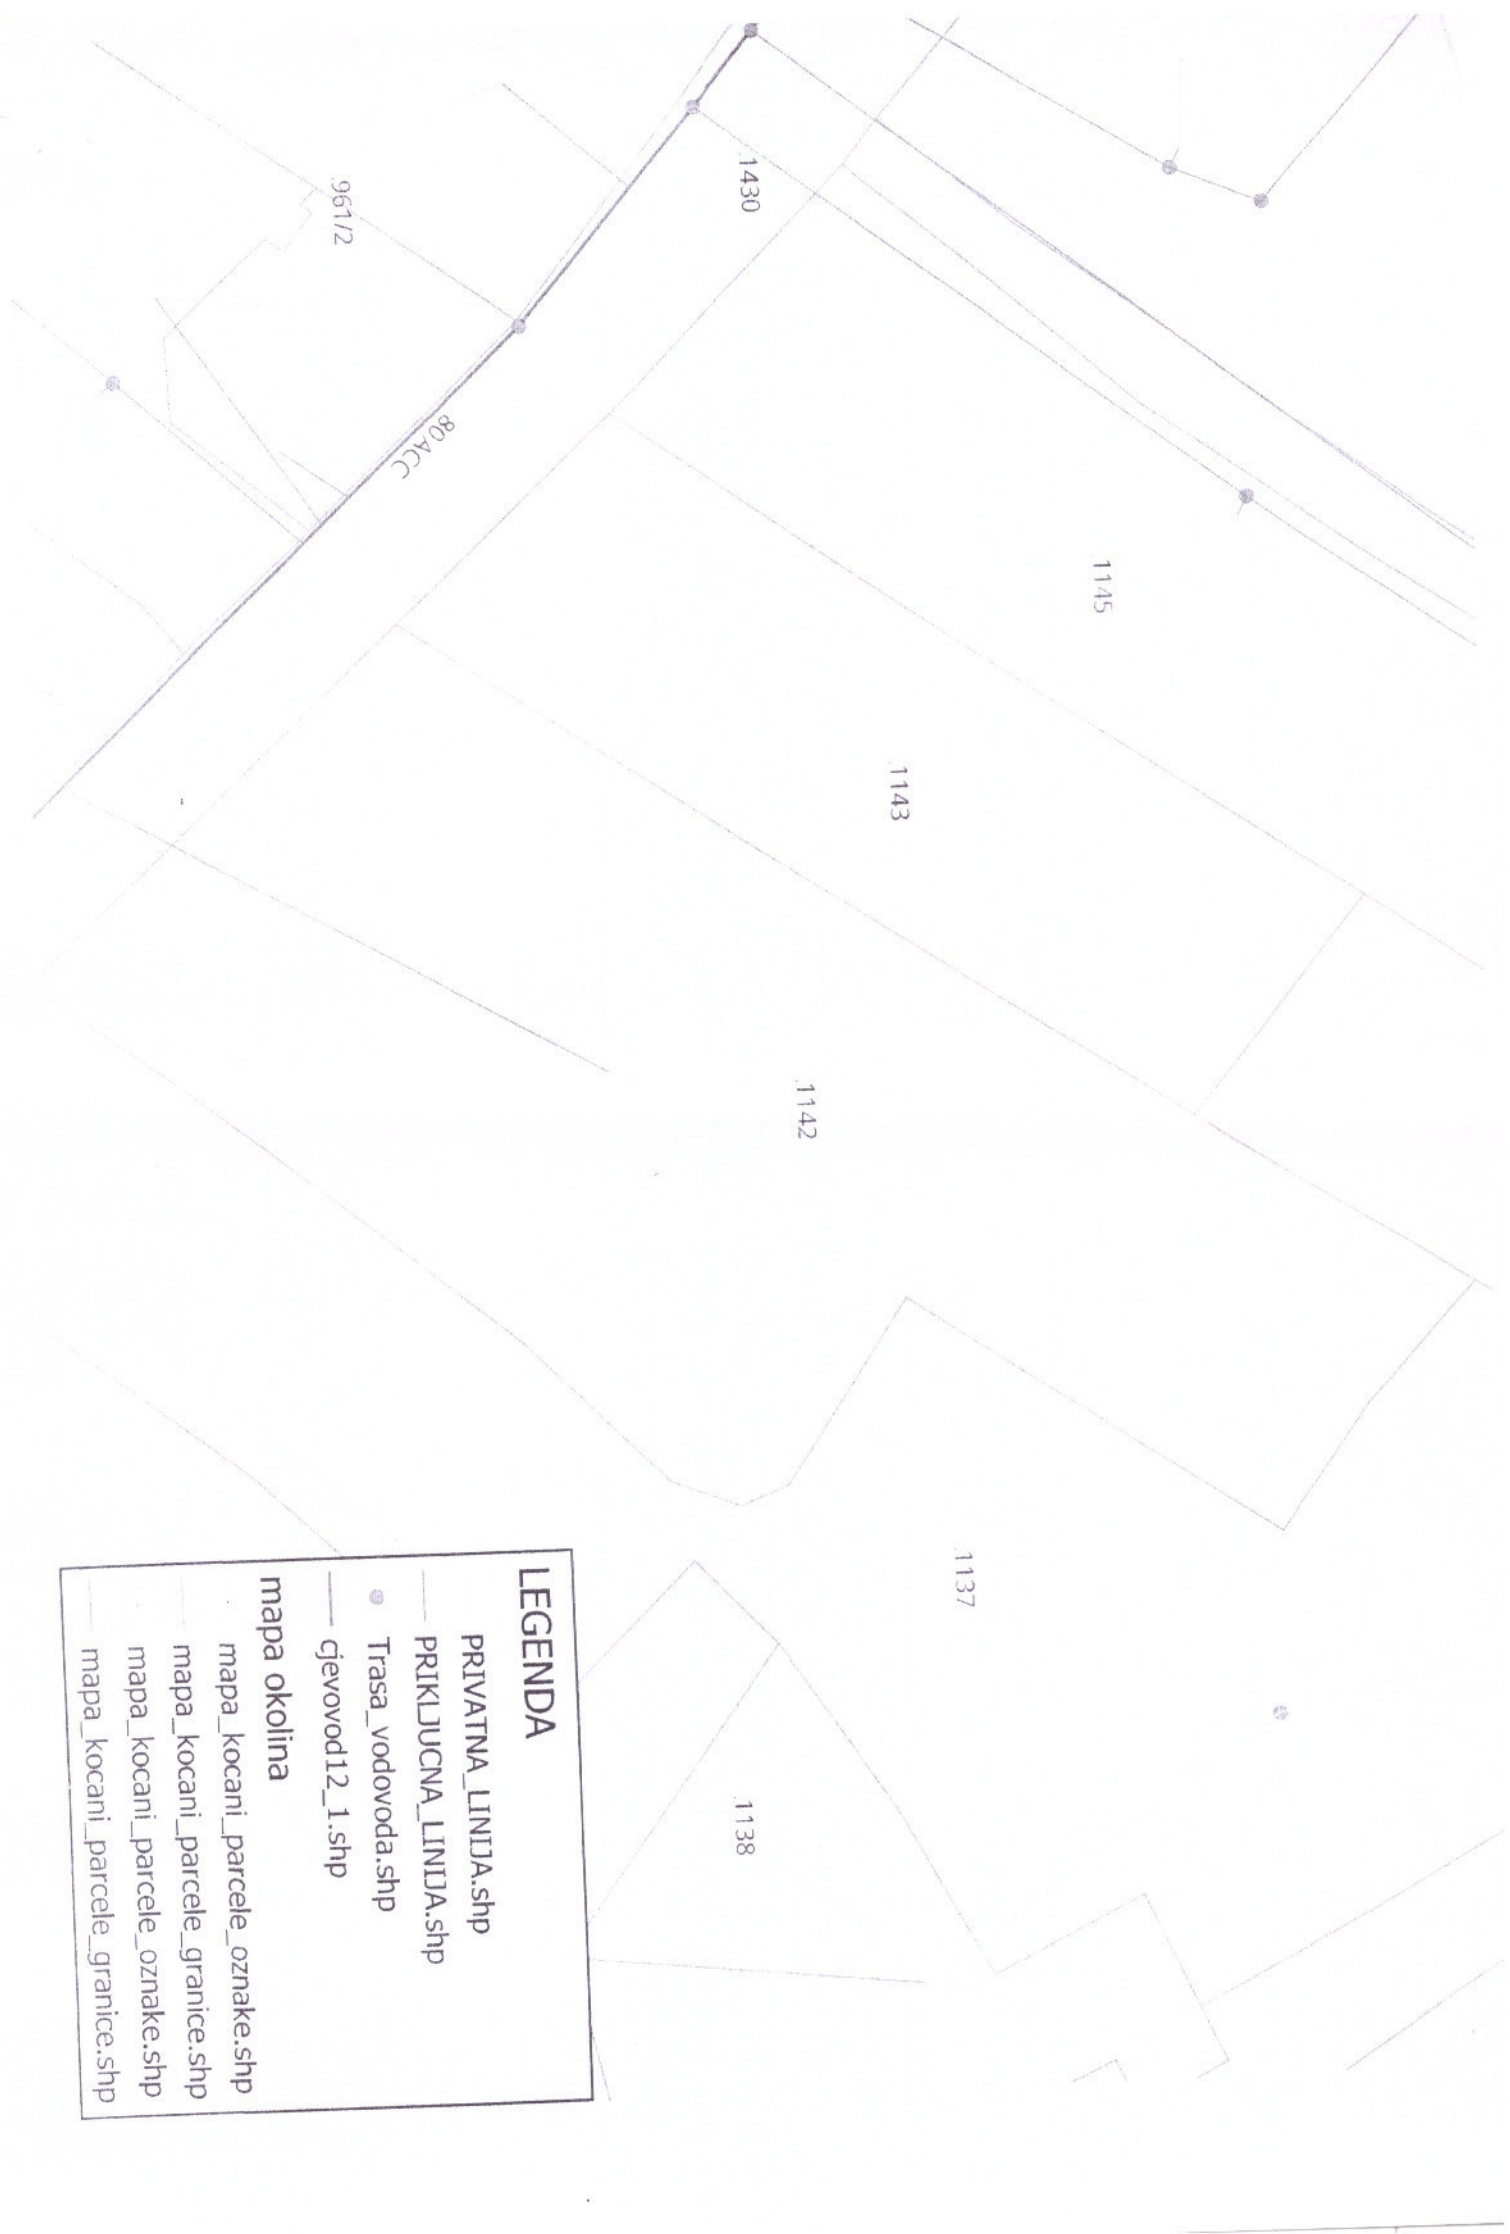 .1430
.961/2
80ACC
.1145
.1143
.1142
.1137
.1138
LEGENDA
PRIVATNA_LINIJA.shp
PRIKLJUCNA_LINIJA.shp
Trasa_vodovoda.shp
cjevovod12_1.shp
mapa okolina
mapa_kocani_parcele_oznake.shp
mapa_kocani_parcele_granice.shp
mapa_kocani_parcele_oznake.shp
mapa_kocani_parcele_granice.shp